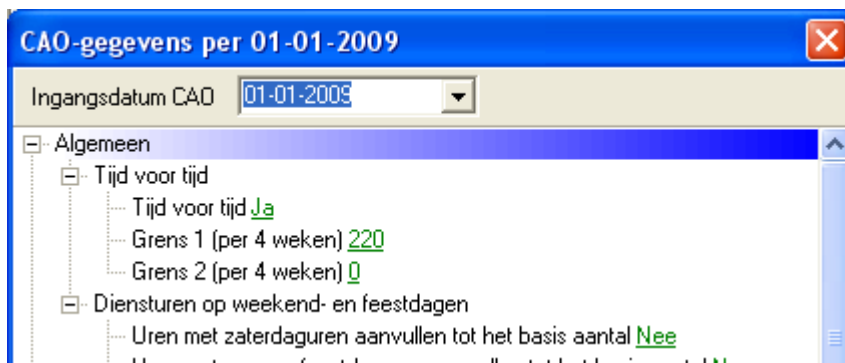 CAO-gegevens per 01-01-2009
Ingangsdatum CAO 01-01-2009
Algemeen
Tijd voor tijd
Tijd voor tijd Ja
Grens 1 (per 4 weken) 220
Grens 2 (per 4 weken) 0
Diensturen op weekend- en feestdagen
Uren met zaterdaguren aanvullen tot het basis aantal Nee